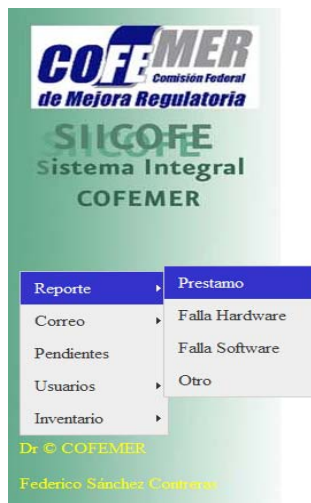 COFEMER
Comisión Federal
de Mejora Regulatoria
SIICOFE
Sistema Integral
COFEMER
Reporte
Prestamo
Correo
Falla Hardware
Pendientes
Falla Software
Usuarios
Otro
Inventario
Dr © COFEMER
Federico Sánchez Contreras